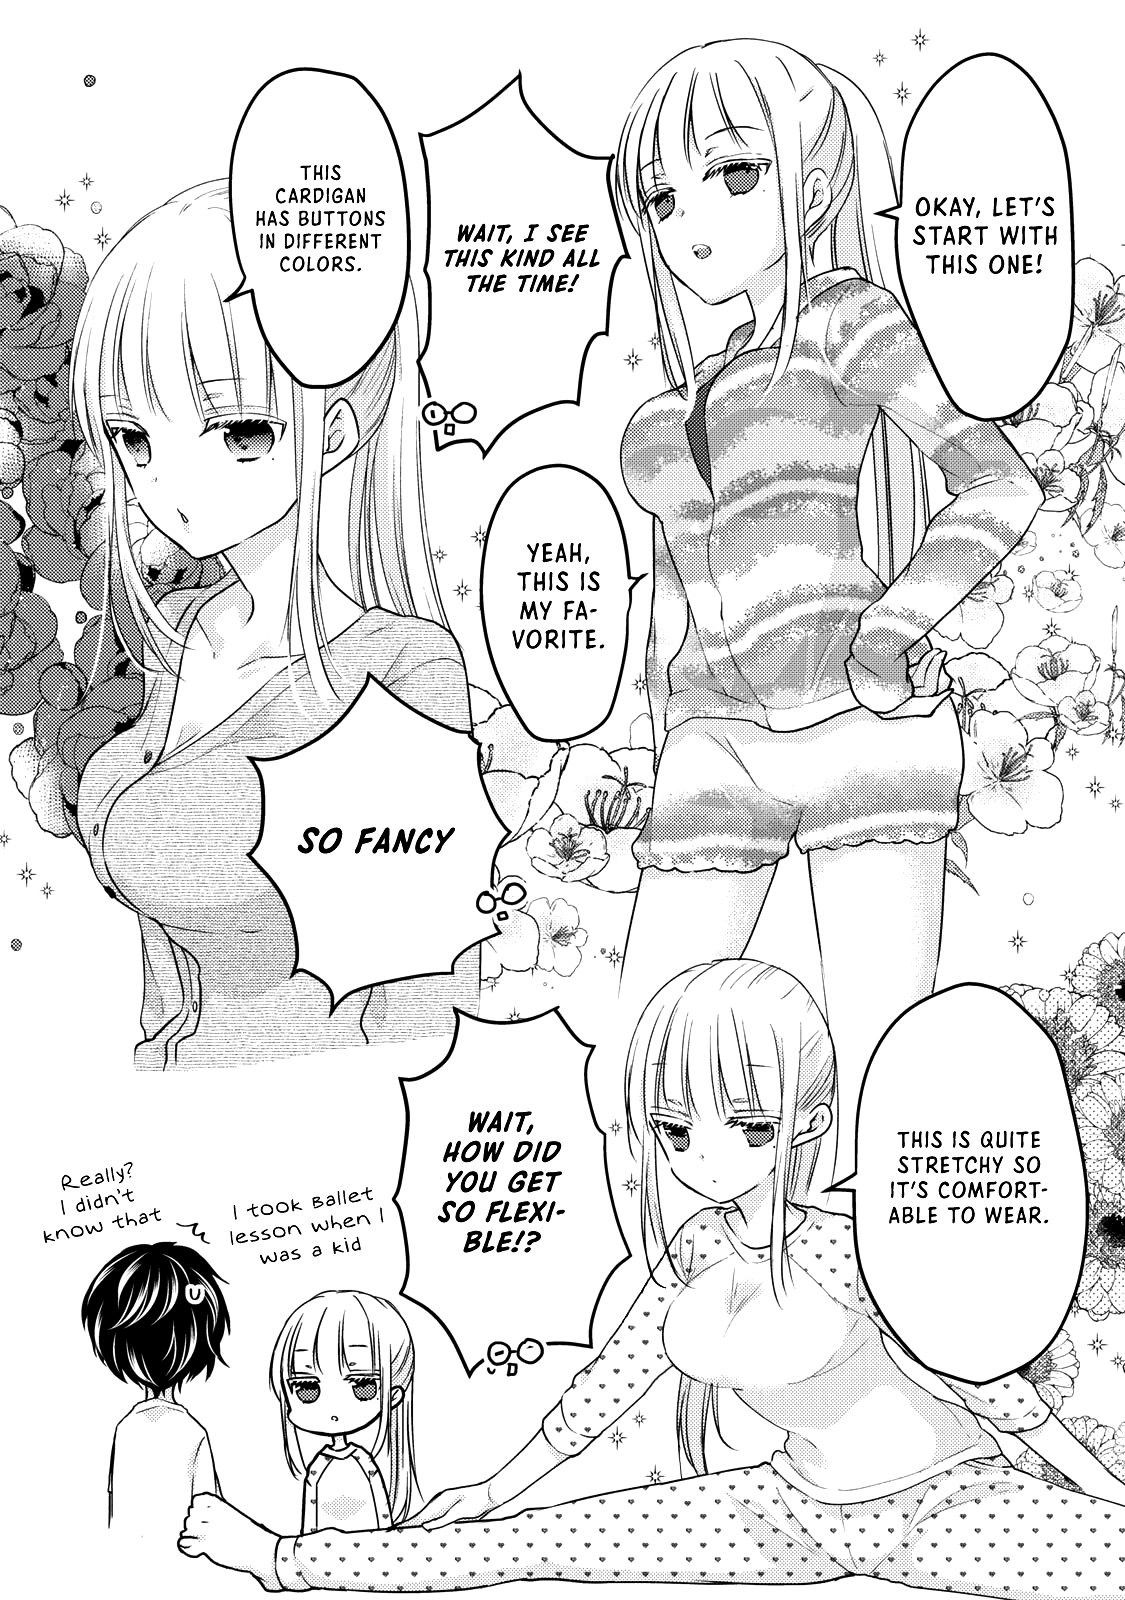 OKAY, LET'S
START WITH
THIS ONE!
WAIT, I SEE
THIS KIND ALL
THE TIME!
YEAH,
THIS IS
MY FA-
VORITE.
THIS
CARDIGAN
HAS BUTTONS
IN DIFFERENT
COLORS.
SO FANCY
THIS IS QUITE
STRETCHY SO
IT'S COMFORT-
ABLE TO WEAR.
WAIT,
HOW DID
YOU GET
SO FLEXI-
BLE!?
I took Ballet
lesson when I
was a kid
Really?
I didn't
know that